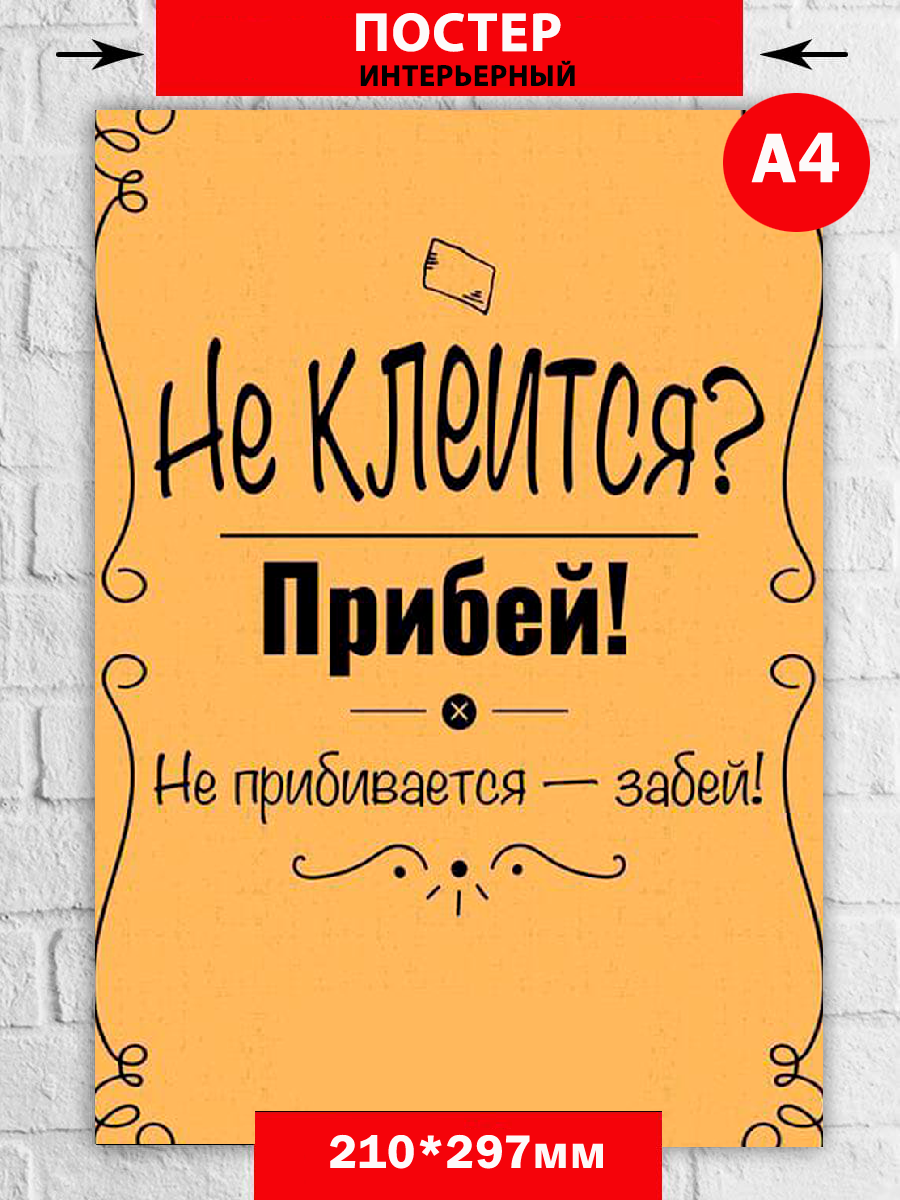 ПОСТЕР
ИНТЕРЬЕРНЫЙ
А4
Не клеится?
Прибей!
Не прибивается — забей!
210*297мм